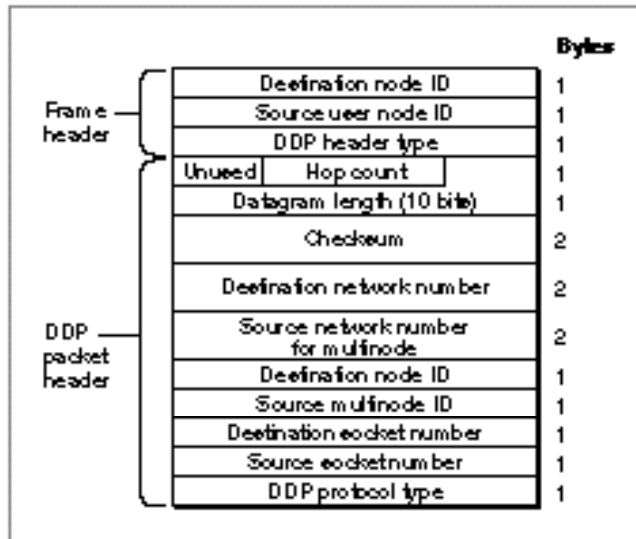 Bytes
Frame
header
Destination node ID 1
Source user node ID 1
DDP header type 1
DDP
packet
header
Unused Hop count 1
Datagram length (10 bits) 1
Checksum 2
Destination network number 2
Source network number
for multinode 2
Destination node ID 1
Source multinode ID 1
Destination socket number 1
Source socket number 1
DDP protocol type 1